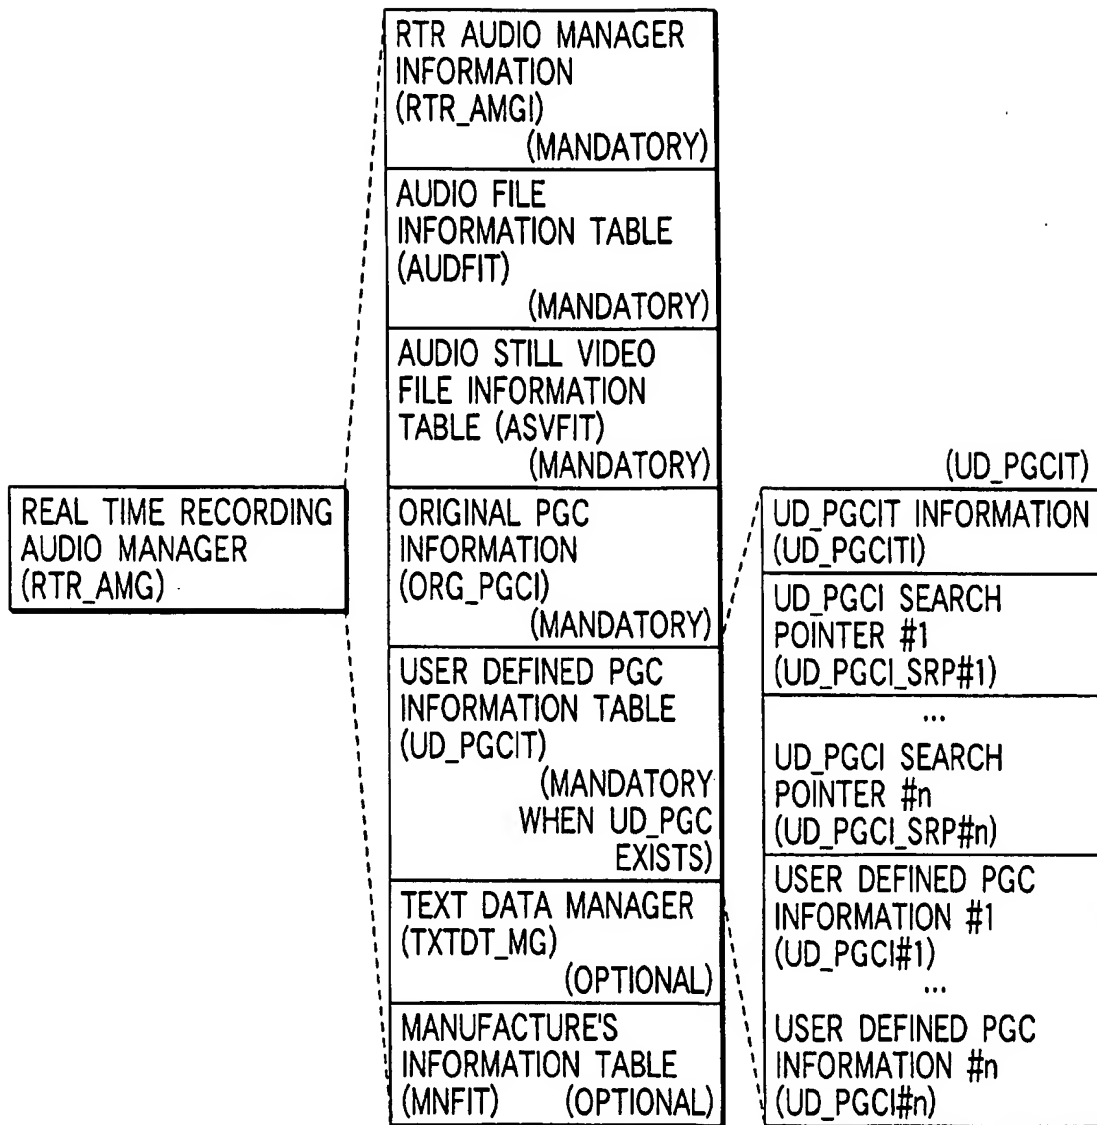 REAL TIME RECORDING
AUDIO MANAGER
(RTR_AMG)
RTR AUDIO MANAGER
INFORMATION
(RTR_AMGI)
(MANDATORY)
AUDIO FILE
INFORMATION TABLE
(AUDFIT)
(MANDATORY)
AUDIO STILL VIDEO
FILE INFORMATION
TABLE (ASVFIT)
(MANDATORY)
ORIGINAL PGC
INFORMATION
(ORG_PGCI)
(MANDATORY)
USER DEFINED PGC
INFORMATION TABLE
(UD_PGCIT)
(MANDATORY
WHEN UD_PGC
EXISTS)
TEXT DATA MANAGER
(TXTDT_MG)
(OPTIONAL)
MANUFACTURE'S
INFORMATION TABLE
(MNFIT) (OPTIONAL)
(UD_PGCIT)
UD_PGCIT INFORMATION
(UD_PGCITI)
UD_PGCI SEARCH
POINTER #1
(UD_PGCI_SRP#1)
...
UD_PGCI SEARCH
POINTER #n
(UD_PGCI_SRP#n)
USER DEFINED PGC
INFORMATION #1
(UD_PGCI#1)
...
USER DEFINED PGC
INFORMATION #n
(UD_PGCI#n)